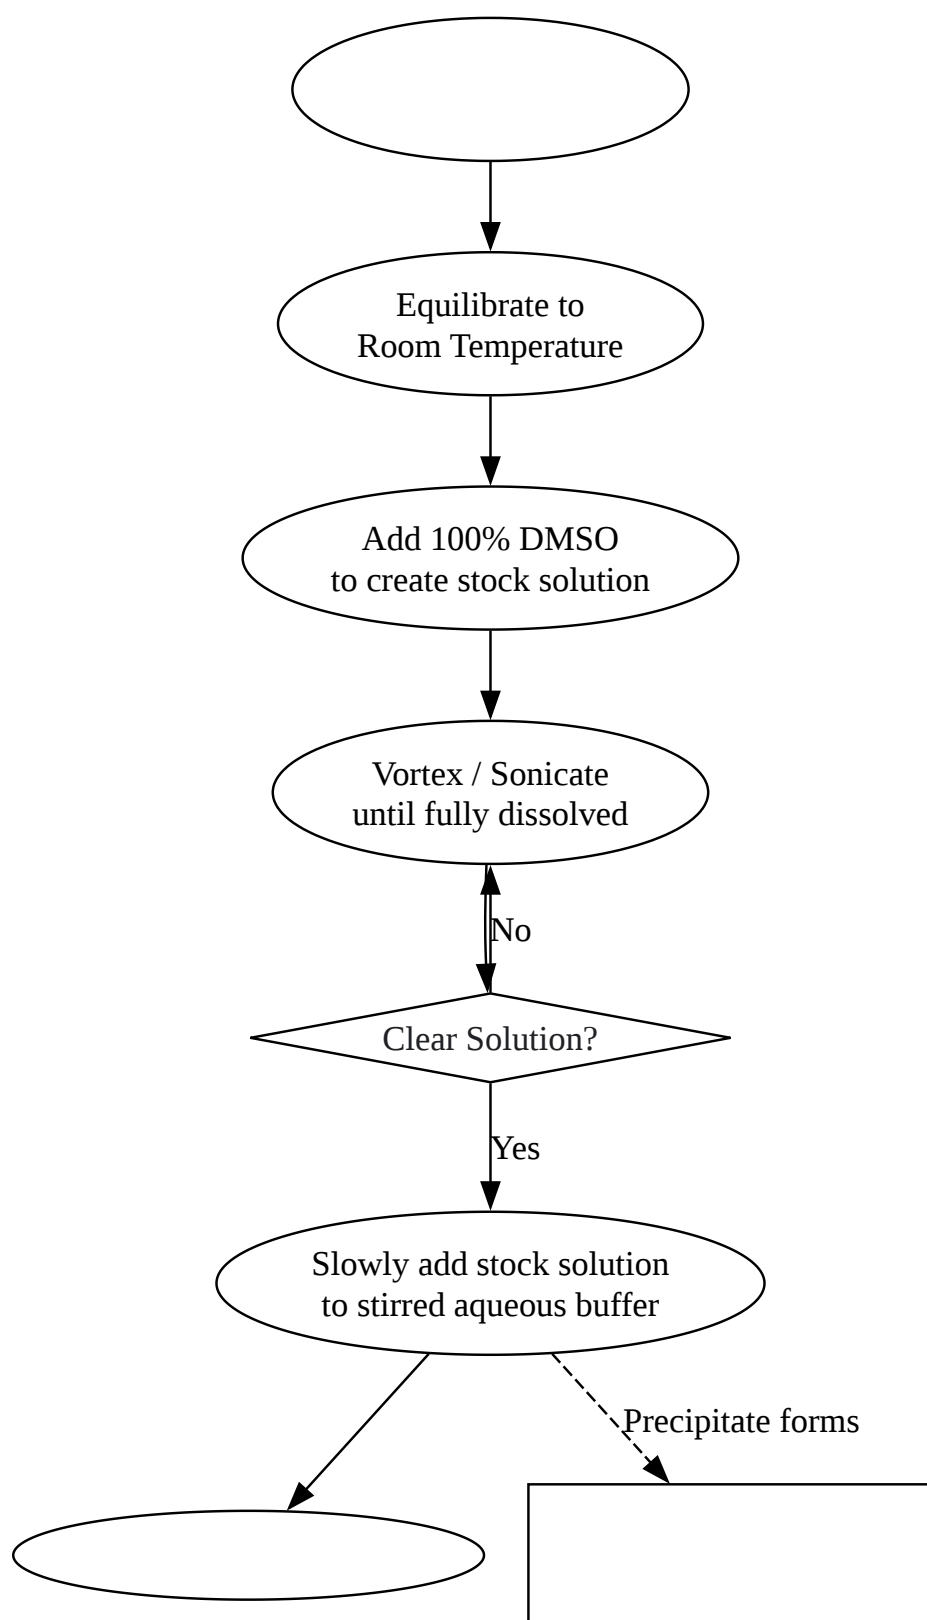 Equilibrate to
Room Temperature
Add 100% DMSO
to create stock solution
Vortex / Sonicate
until fully dissolved
No
Clear Solution?
Yes
Slowly add stock solution
to stirred aqueous buffer
Precipitate forms